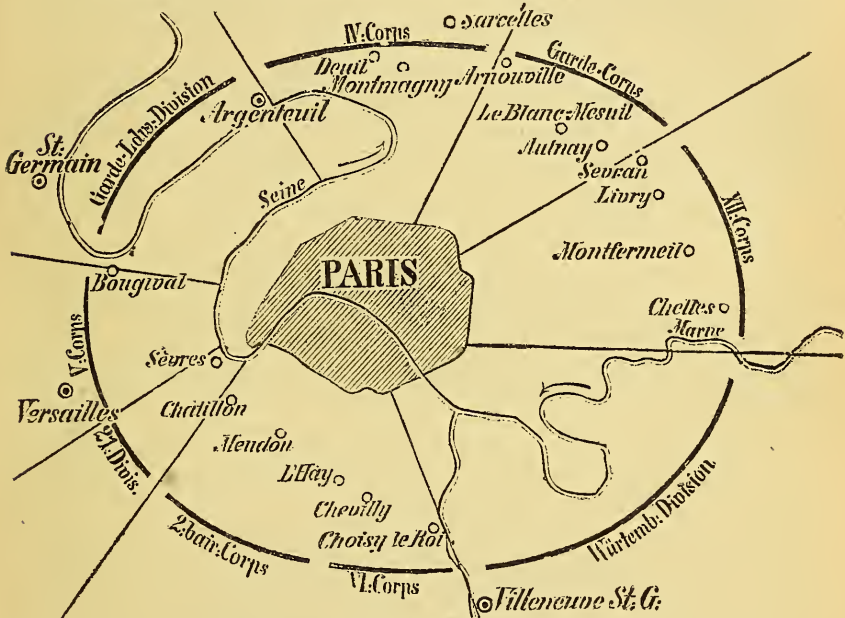 Sarcelles
IV. Corps
Deuil
Montmagny
Arnouville
Garde-Corps
Argenteuil
Garde-Ldw-Division
Le Blanc-Mesnil
Aulnay
Sevran
Livry
St.
Germain
Seine
XII. Corps
Montfermeil
PARIS
Bougival
Chelles
Marne
V. Corps
Sèvres
Versailles
Châtillon
21. Divis.
Mendon
L'Hay
Chevilly
Choisy le Roi
Würtemb. Division
2. bair. Corps
VI. Corps
Villeneuve St. G.